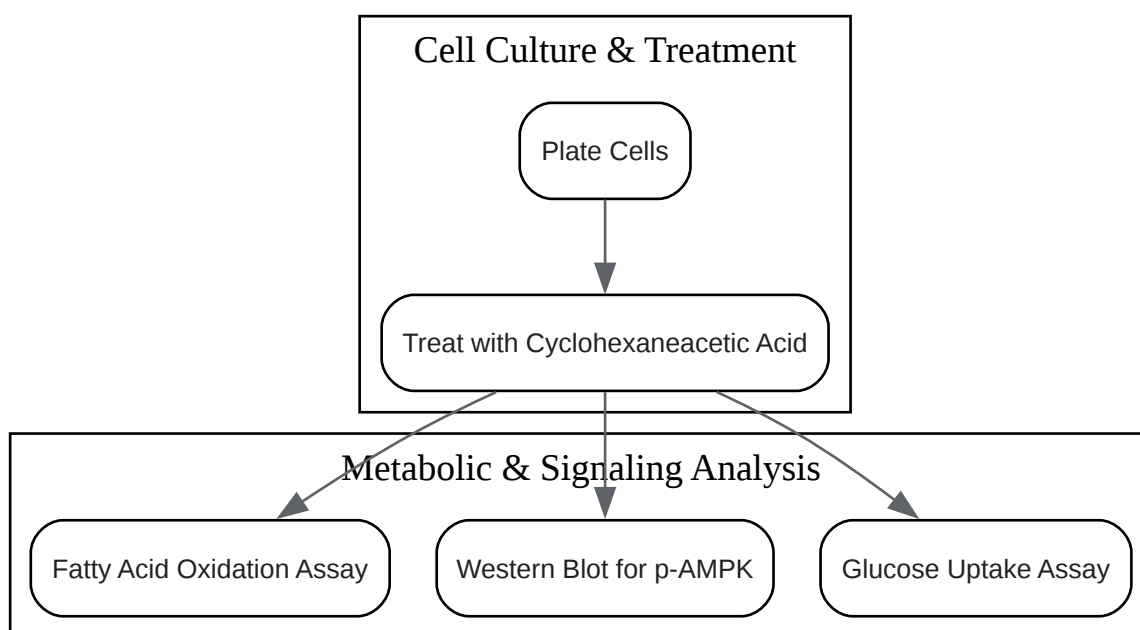 Cell Culture & Treatment
Plate Cells
Treat with Cyclohexaneacetic Acid
Metabolic & Signaling Analysis
Fatty Acid Oxidation Assay
Western Blot for p-AMPK
Glucose Uptake Assay